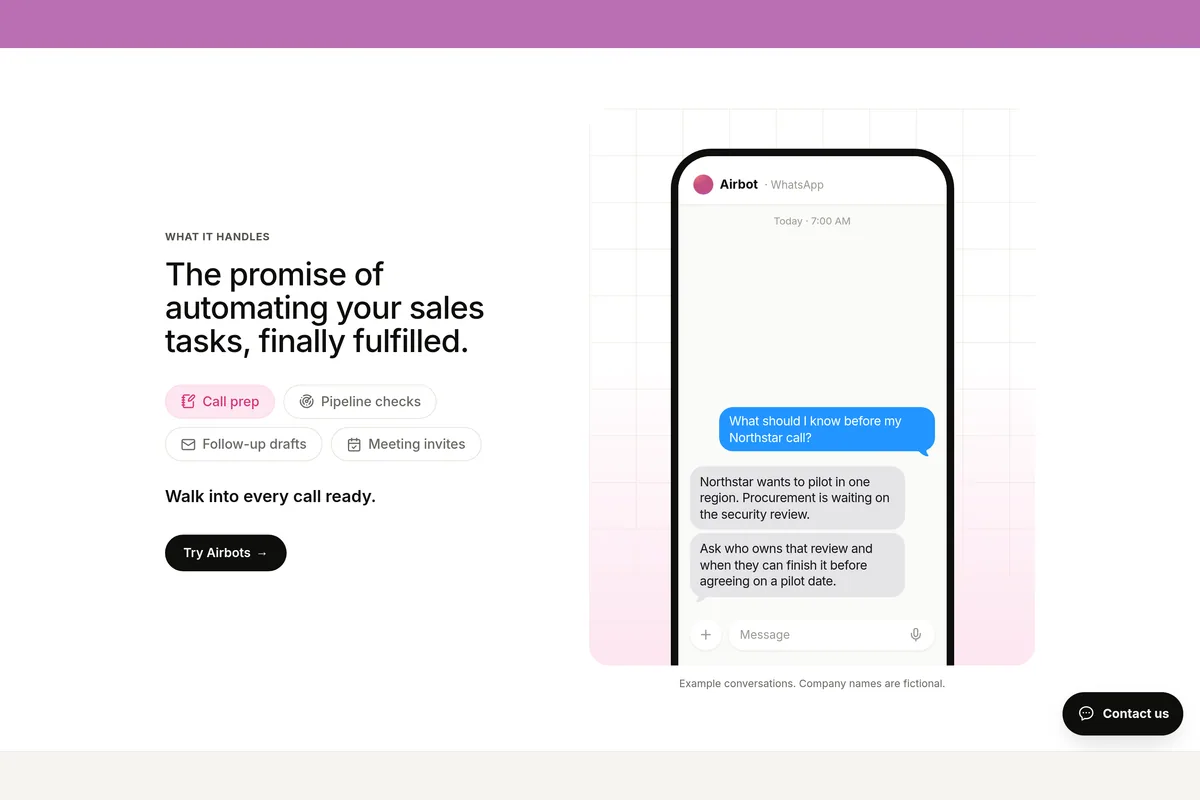 WHAT IT HANDLES
The promise of
automating your sales
tasks, finally fulfilled.
Call prep
Pipeline checks
Follow-up drafts
Meeting invites
Walk into every call ready.
Try Airbots →
Airbot · WhatsApp
Today · 7:00 AM
What should I know before my
Northstar call?
Northstar wants to pilot in one
region. Procurement is waiting on
the security review.
Ask who owns that review and
when they can finish it before
agreeing on a pilot date.
Message
Example conversations. Company names are fictional.
Contact us